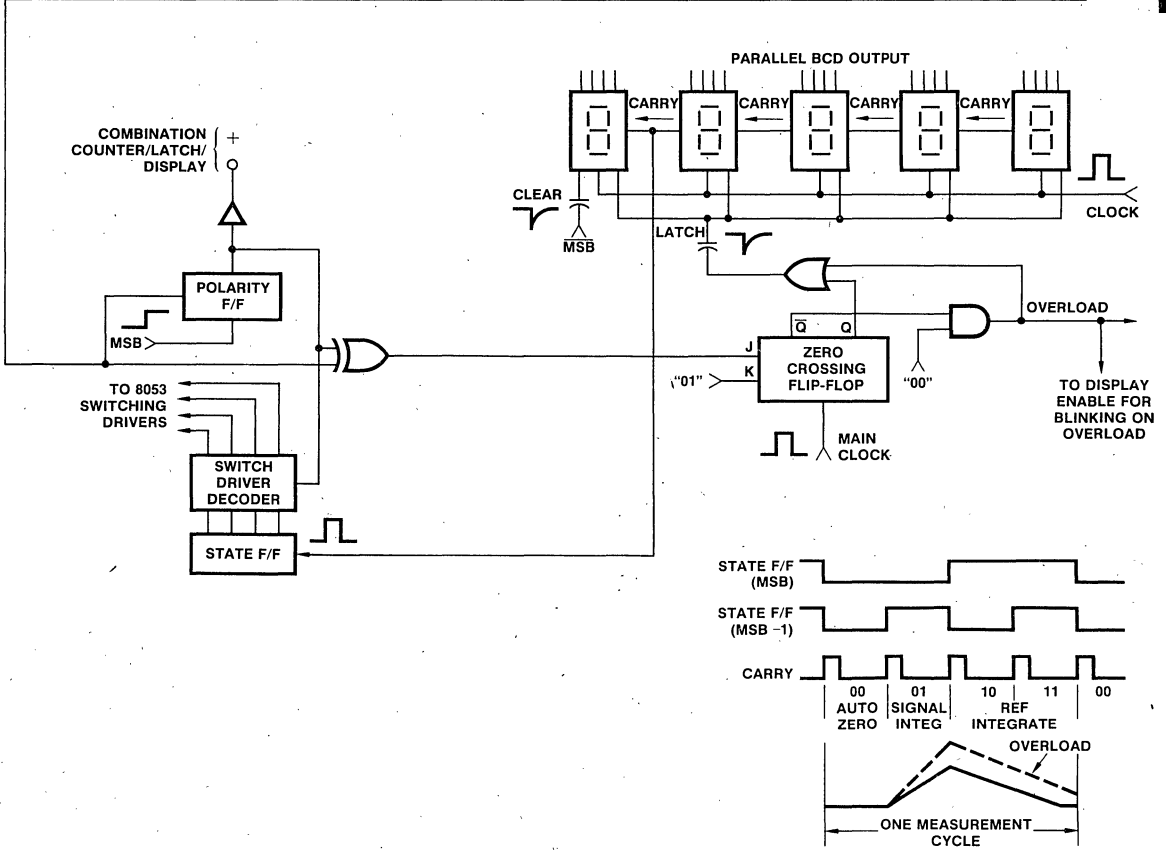 PARALLEL BCD OUTPUT
CARRY
CARRY
CARRY
CARRY
COMBINATION
COUNTER/LATCH/
DISPLAY
+
CLEAR
MSB
LATCH
CLOCK
POLARITY
F/F
MSB
OVERLOAD
Q
Q
J
K
ZERO
CROSSING
FLIP-FLOP
"01"
"00"
TO DISPLAY
ENABLE FOR
BLINKING ON
OVERLOAD
MAIN
CLOCK
TO 8053
SWITCHING
DRIVERS
SWITCH
DRIVER
DECODER
STATE F/F
STATE F/F
(MSB)
STATE F/F
(MSB –1)
CARRY
00 01 10 11 00
AUTO
ZERO
SIGNAL
INTEG
REF
INTEGRATE
OVERLOAD
ONE MEASUREMENT
CYCLE